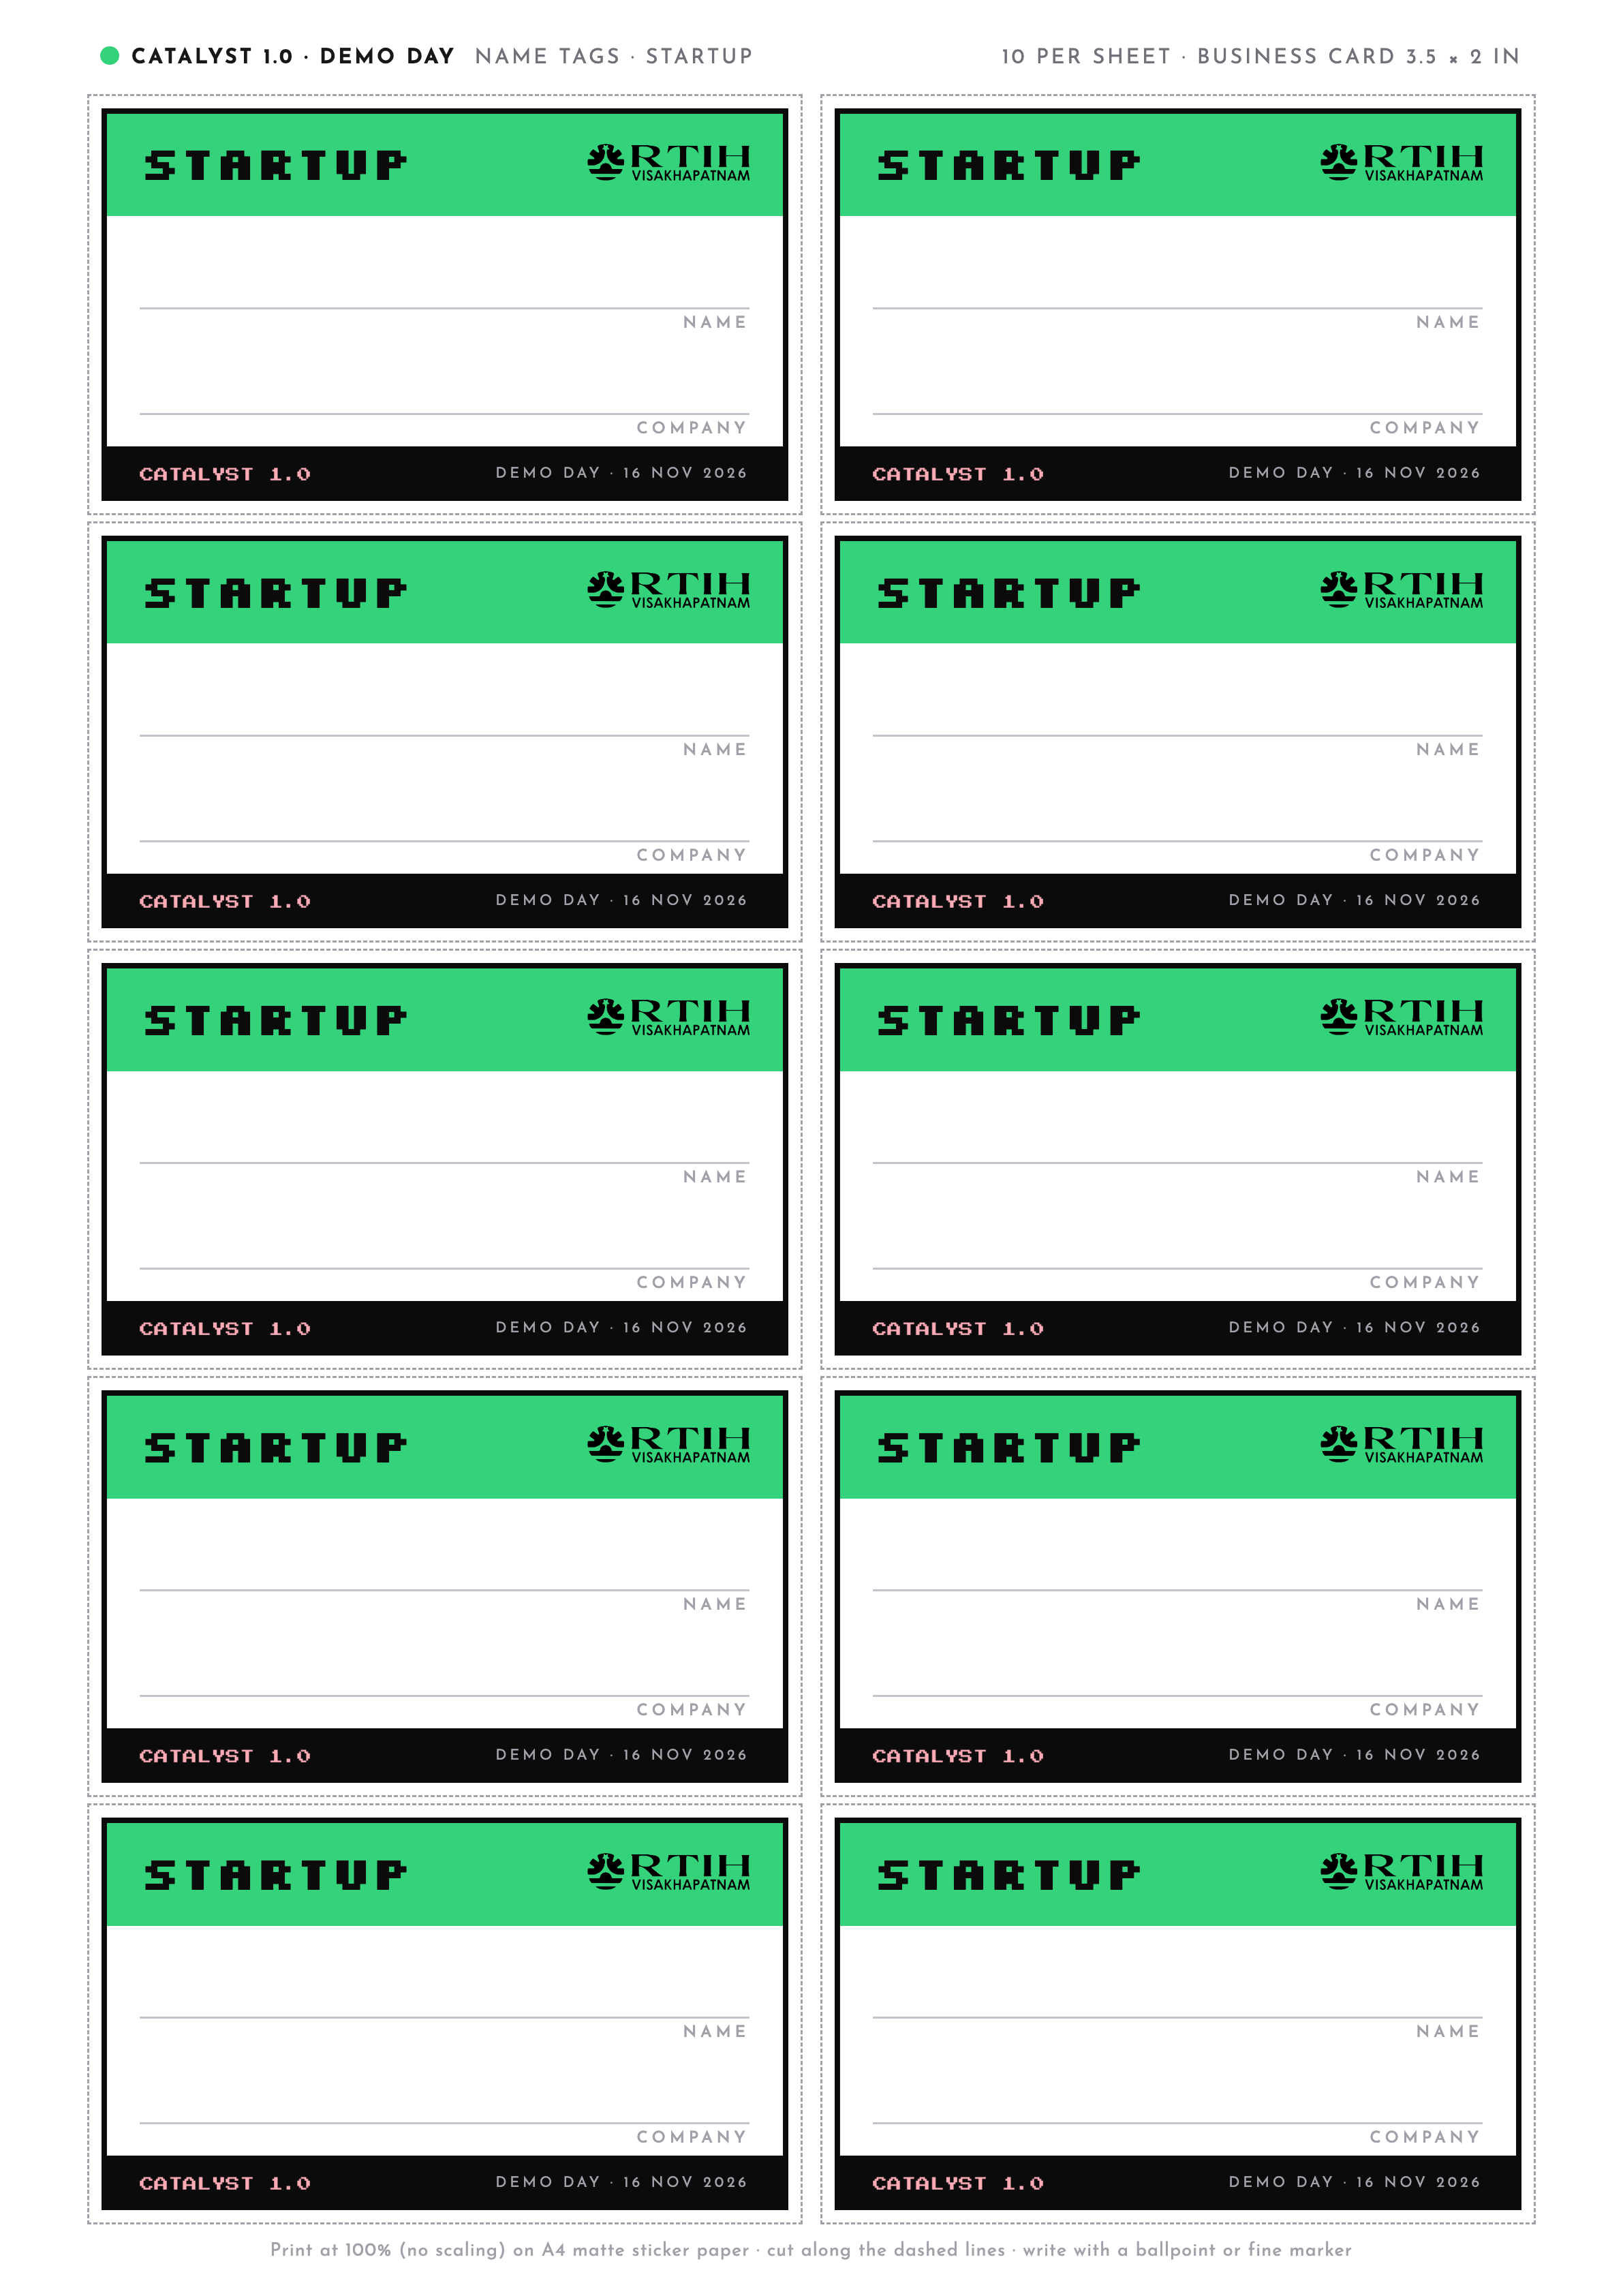 CATALYST 1.0 · DEMO DAY NAME TAGS · STARTUP 10 PER SHEET · BUSINESS CARD 3.5 × 2 IN
STARTUP RTIH VISAKHAPATNAM STARTUP RTIH VISAKHAPATNAM
NAME NAME
COMPANY COMPANY
CATALYST 1.0 DEMO DAY · 16 NOV 2026 CATALYST 1.0 DEMO DAY · 16 NOV 2026
STARTUP RTIH VISAKHAPATNAM STARTUP RTIH VISAKHAPATNAM
NAME NAME
COMPANY COMPANY
CATALYST 1.0 DEMO DAY · 16 NOV 2026 CATALYST 1.0 DEMO DAY · 16 NOV 2026
STARTUP RTIH VISAKHAPATNAM STARTUP RTIH VISAKHAPATNAM
NAME NAME
COMPANY COMPANY
CATALYST 1.0 DEMO DAY · 16 NOV 2026 CATALYST 1.0 DEMO DAY · 16 NOV 2026
STARTUP RTIH VISAKHAPATNAM STARTUP RTIH VISAKHAPATNAM
NAME NAME
COMPANY COMPANY
CATALYST 1.0 DEMO DAY · 16 NOV 2026 CATALYST 1.0 DEMO DAY · 16 NOV 2026
STARTUP RTIH VISAKHAPATNAM STARTUP RTIH VISAKHAPATNAM
NAME NAME
COMPANY COMPANY
CATALYST 1.0 DEMO DAY · 16 NOV 2026 CATALYST 1.0 DEMO DAY · 16 NOV 2026
Print at 100% (no scaling) on A4 matte sticker paper · cut along the dashed lines · write with a ballpoint or fine marker